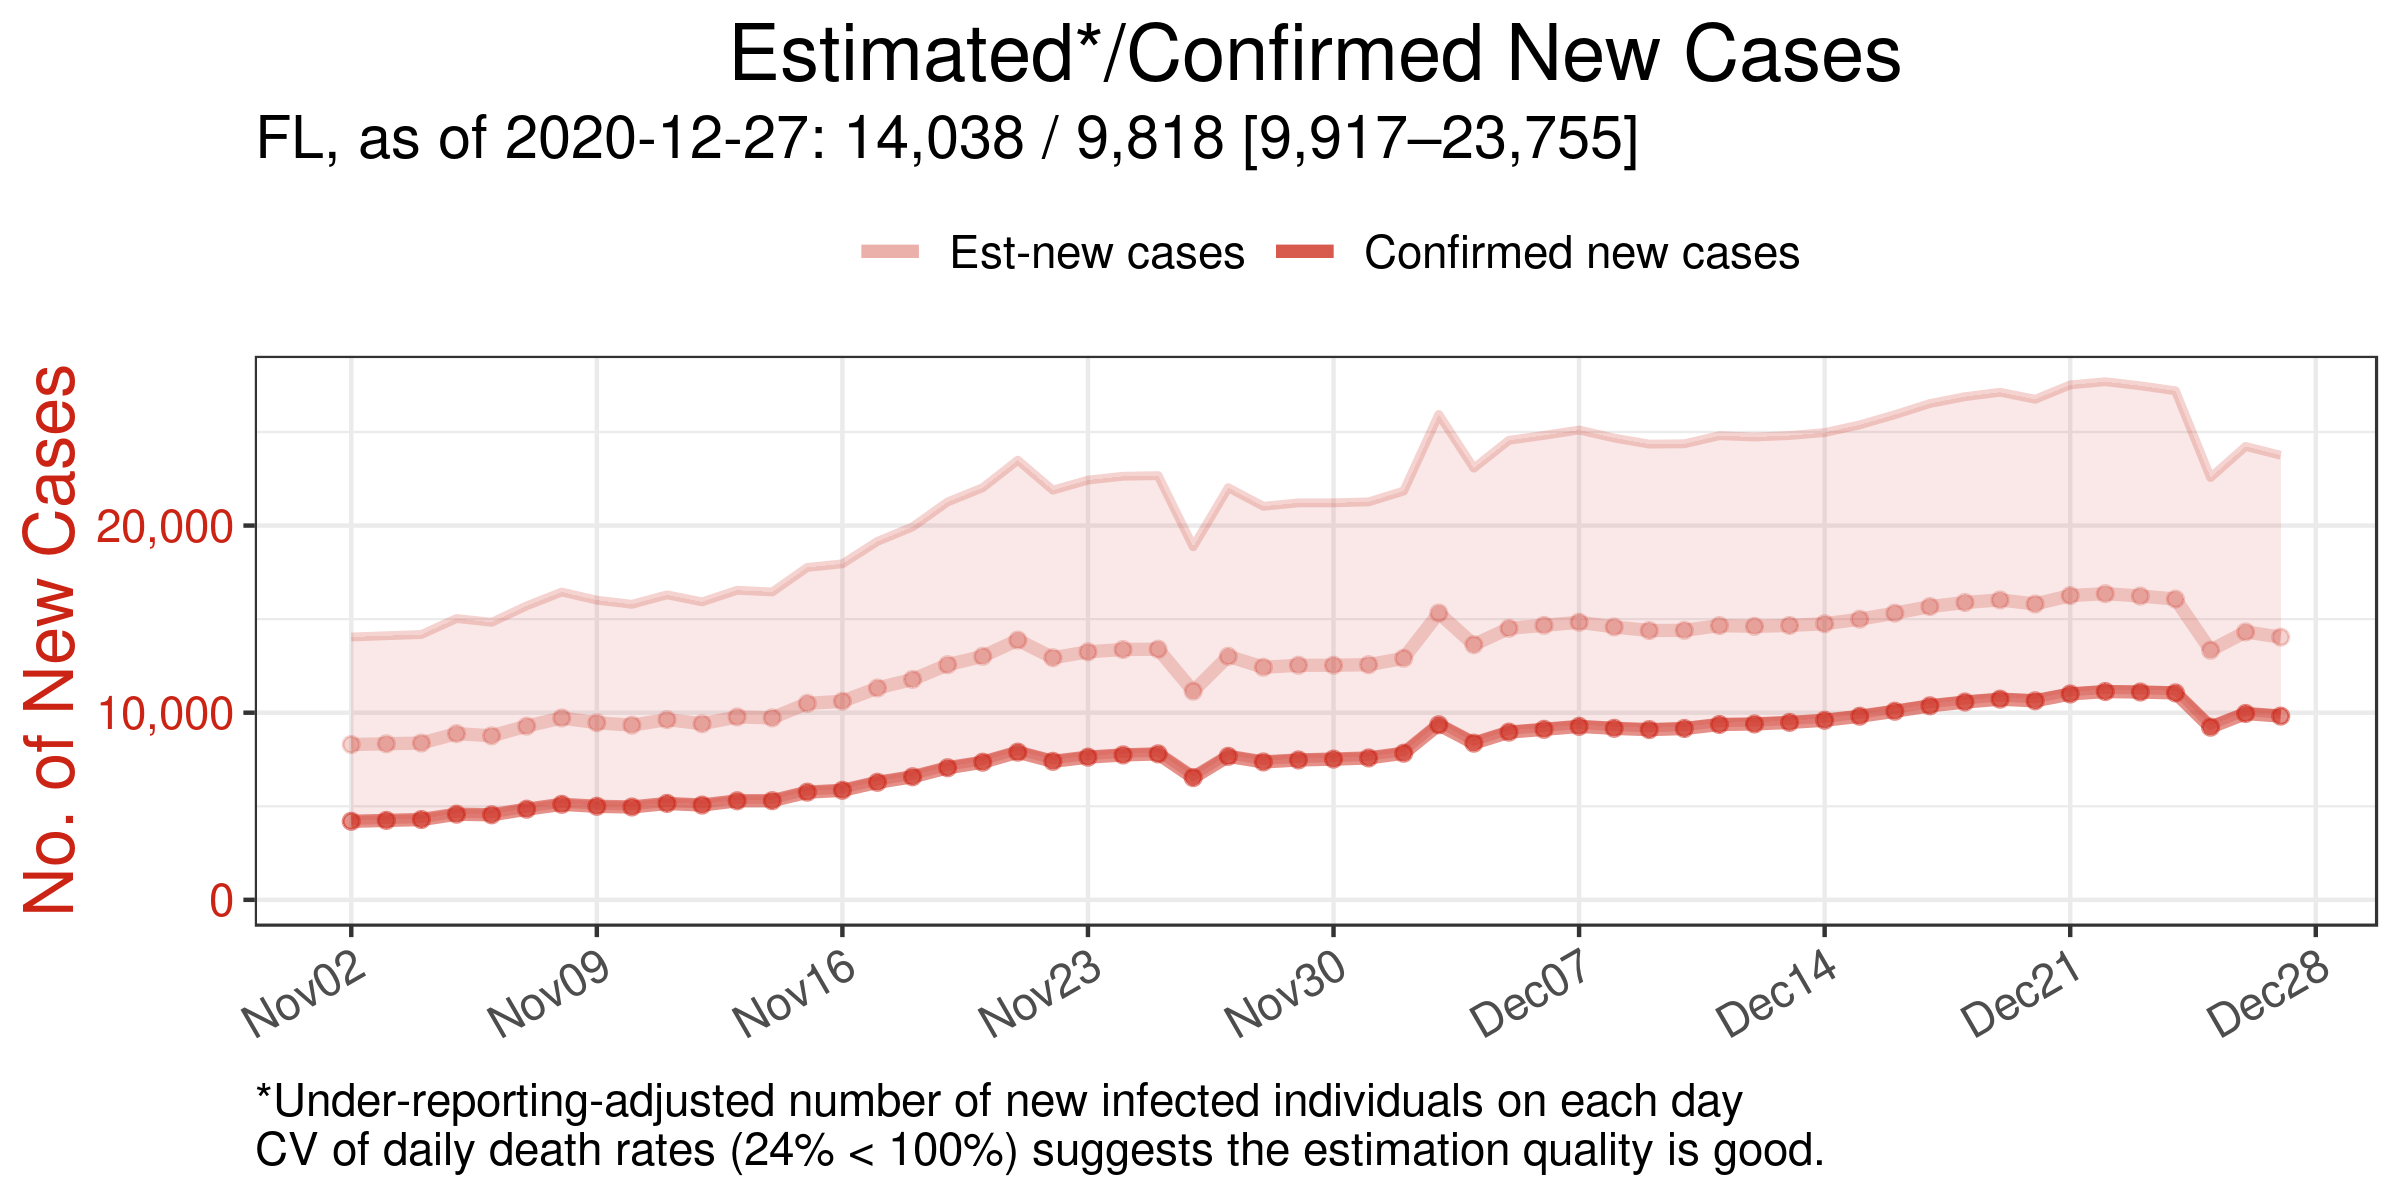 Estimated*/Confirmed New Cases
FL, as of 2020-12-27: 14,038 / 9,818 [9,917–23,755]
Est-new cases
Confirmed new cases
No. of New Cases
20,000
10,000
0
Nov02
Nov09
Nov16
Nov23
Nov30
Dec07
Dec14
Dec21
Dec28
*Under-reporting-adjusted number of new infected individuals on each day
CV of daily death rates (24% < 100%) suggests the estimation quality is good.